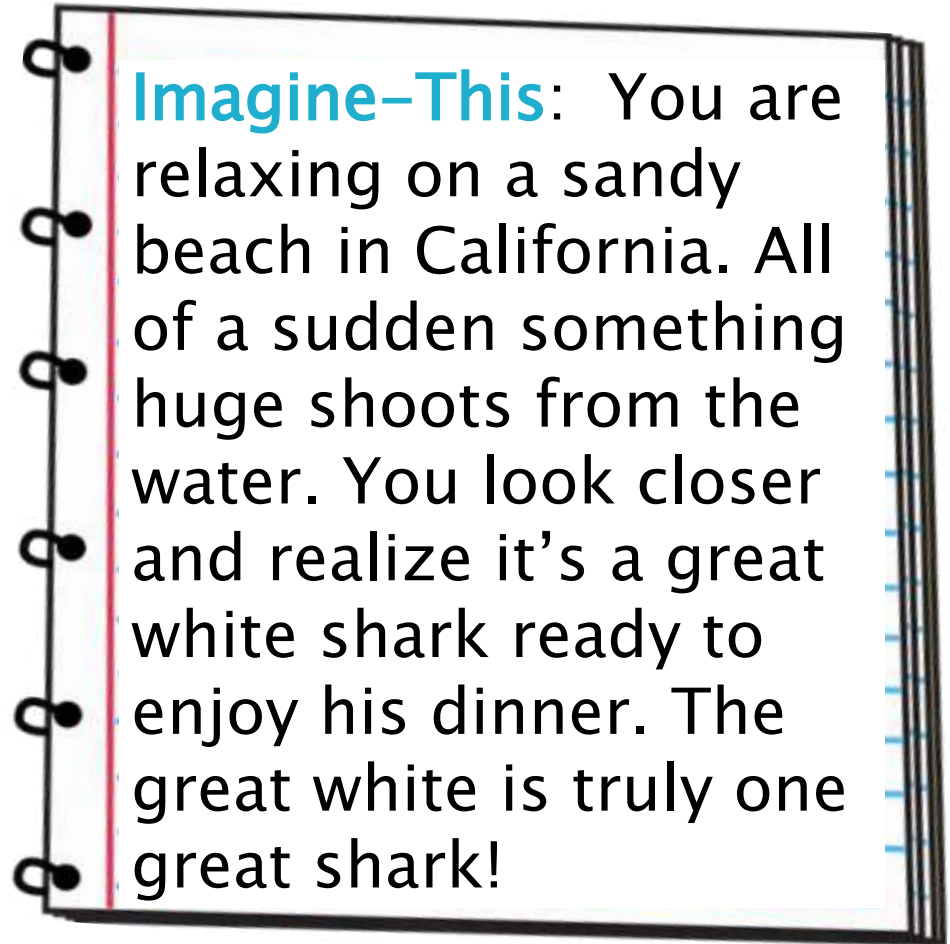 Imagine-This:  You are
relaxing on a sandy
beach in California. All
of a sudden something
huge shoots from the
water. You look closer
and realize it’s a great
white shark ready to
enjoy his dinner. The
great white is truly one
great shark!